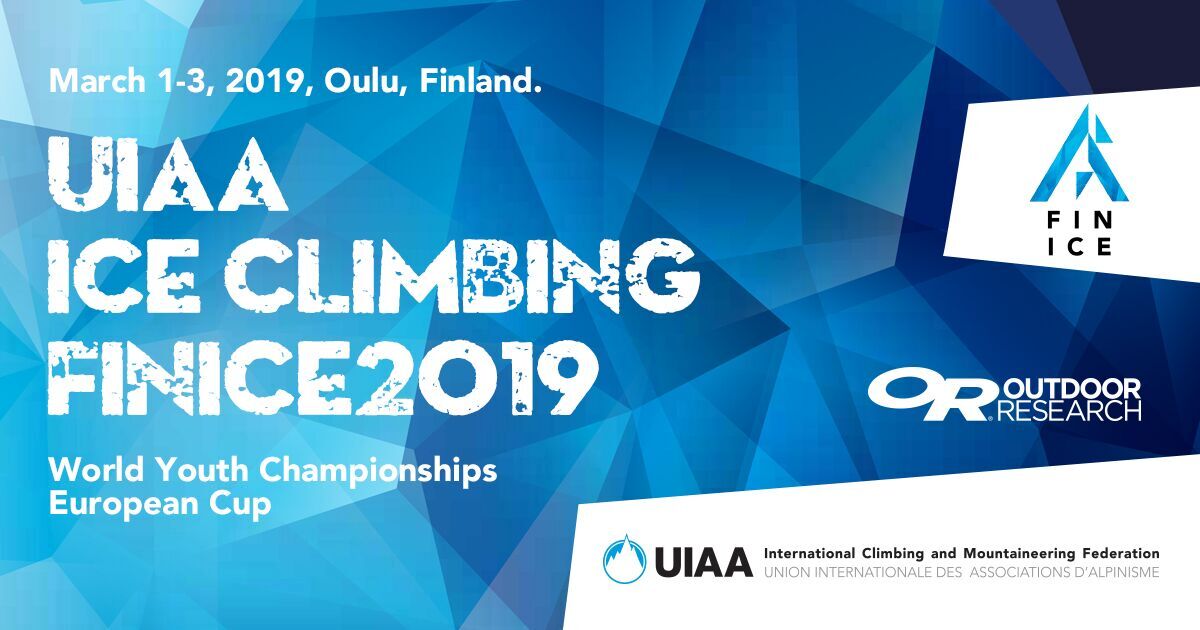 March 1-3, 2019, Oulu, Finland.
UIAA
ICE CLIMBING
FINICE2019
World Youth Championships
European Cup
FIN
ICE
OR® OUTDOOR
RESEARCH
UIAA
International Climbing and Mountaineering Federation
UNION INTERNATIONALE DES ASSOCIATIONS D'ALPINISME